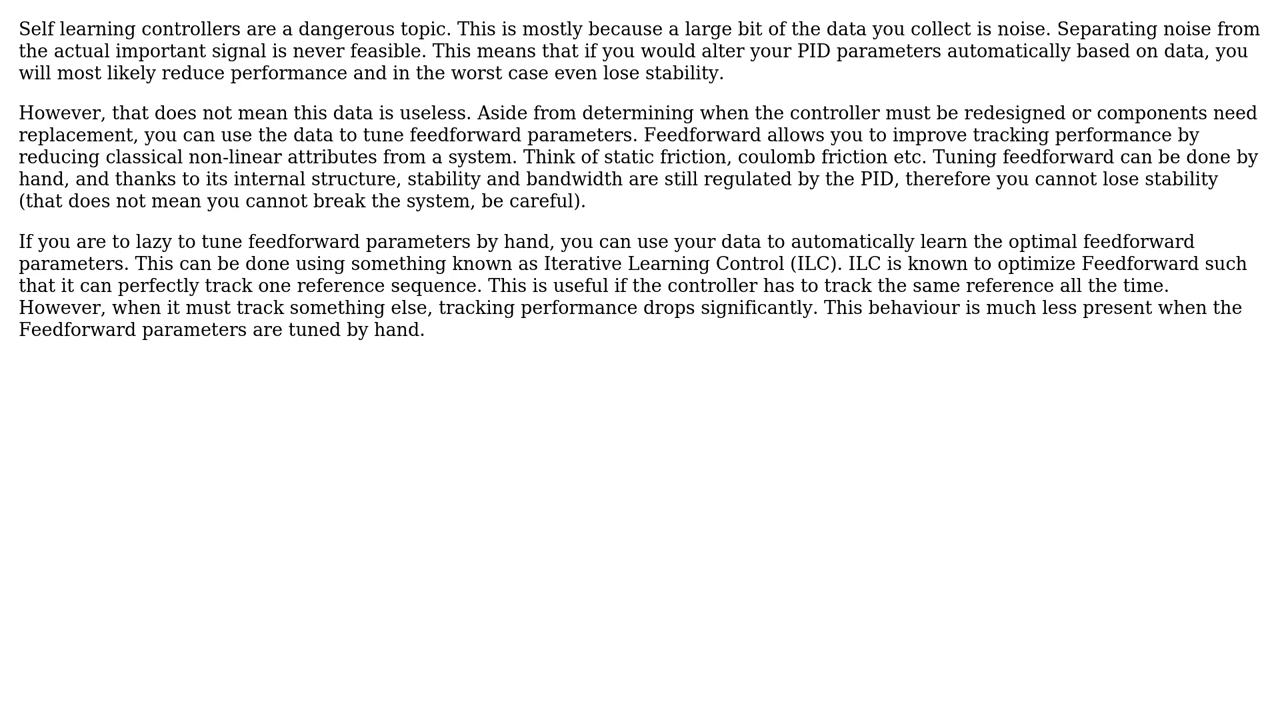 Self learning controllers are a dangerous topic. This is mostly because a large bit of the data you collect is noise. Separating noise from
the actual important signal is never feasible. This means that if you would alter your PID parameters automatically based on data, you
will most likely reduce performance and in the worst case even lose stability.
However, that does not mean this data is useless. Aside from determining when the controller must be redesigned or components need
replacement, you can use the data to tune feedforward parameters. Feedforward allows you to improve tracking performance by
reducing classical non-linear attributes from a system. Think of static friction, coulomb friction etc. Tuning feedforward can be done by
hand, and thanks to its internal structure, stability and bandwidth are still regulated by the PID, therefore you cannot lose stability
(that does not mean you cannot break the system, be careful).
If you are to lazy to tune feedforward parameters by hand, you can use your data to automatically learn the optimal feedforward
parameters. This can be done using something known as Iterative Learning Control (ILC). ILC is known to optimize Feedforward such
that it can perfectly track one reference sequence. This is useful if the controller has to track the same reference all the time.
However, when it must track something else, tracking performance drops significantly. This behaviour is much less present when the
Feedforward parameters are tuned by hand.